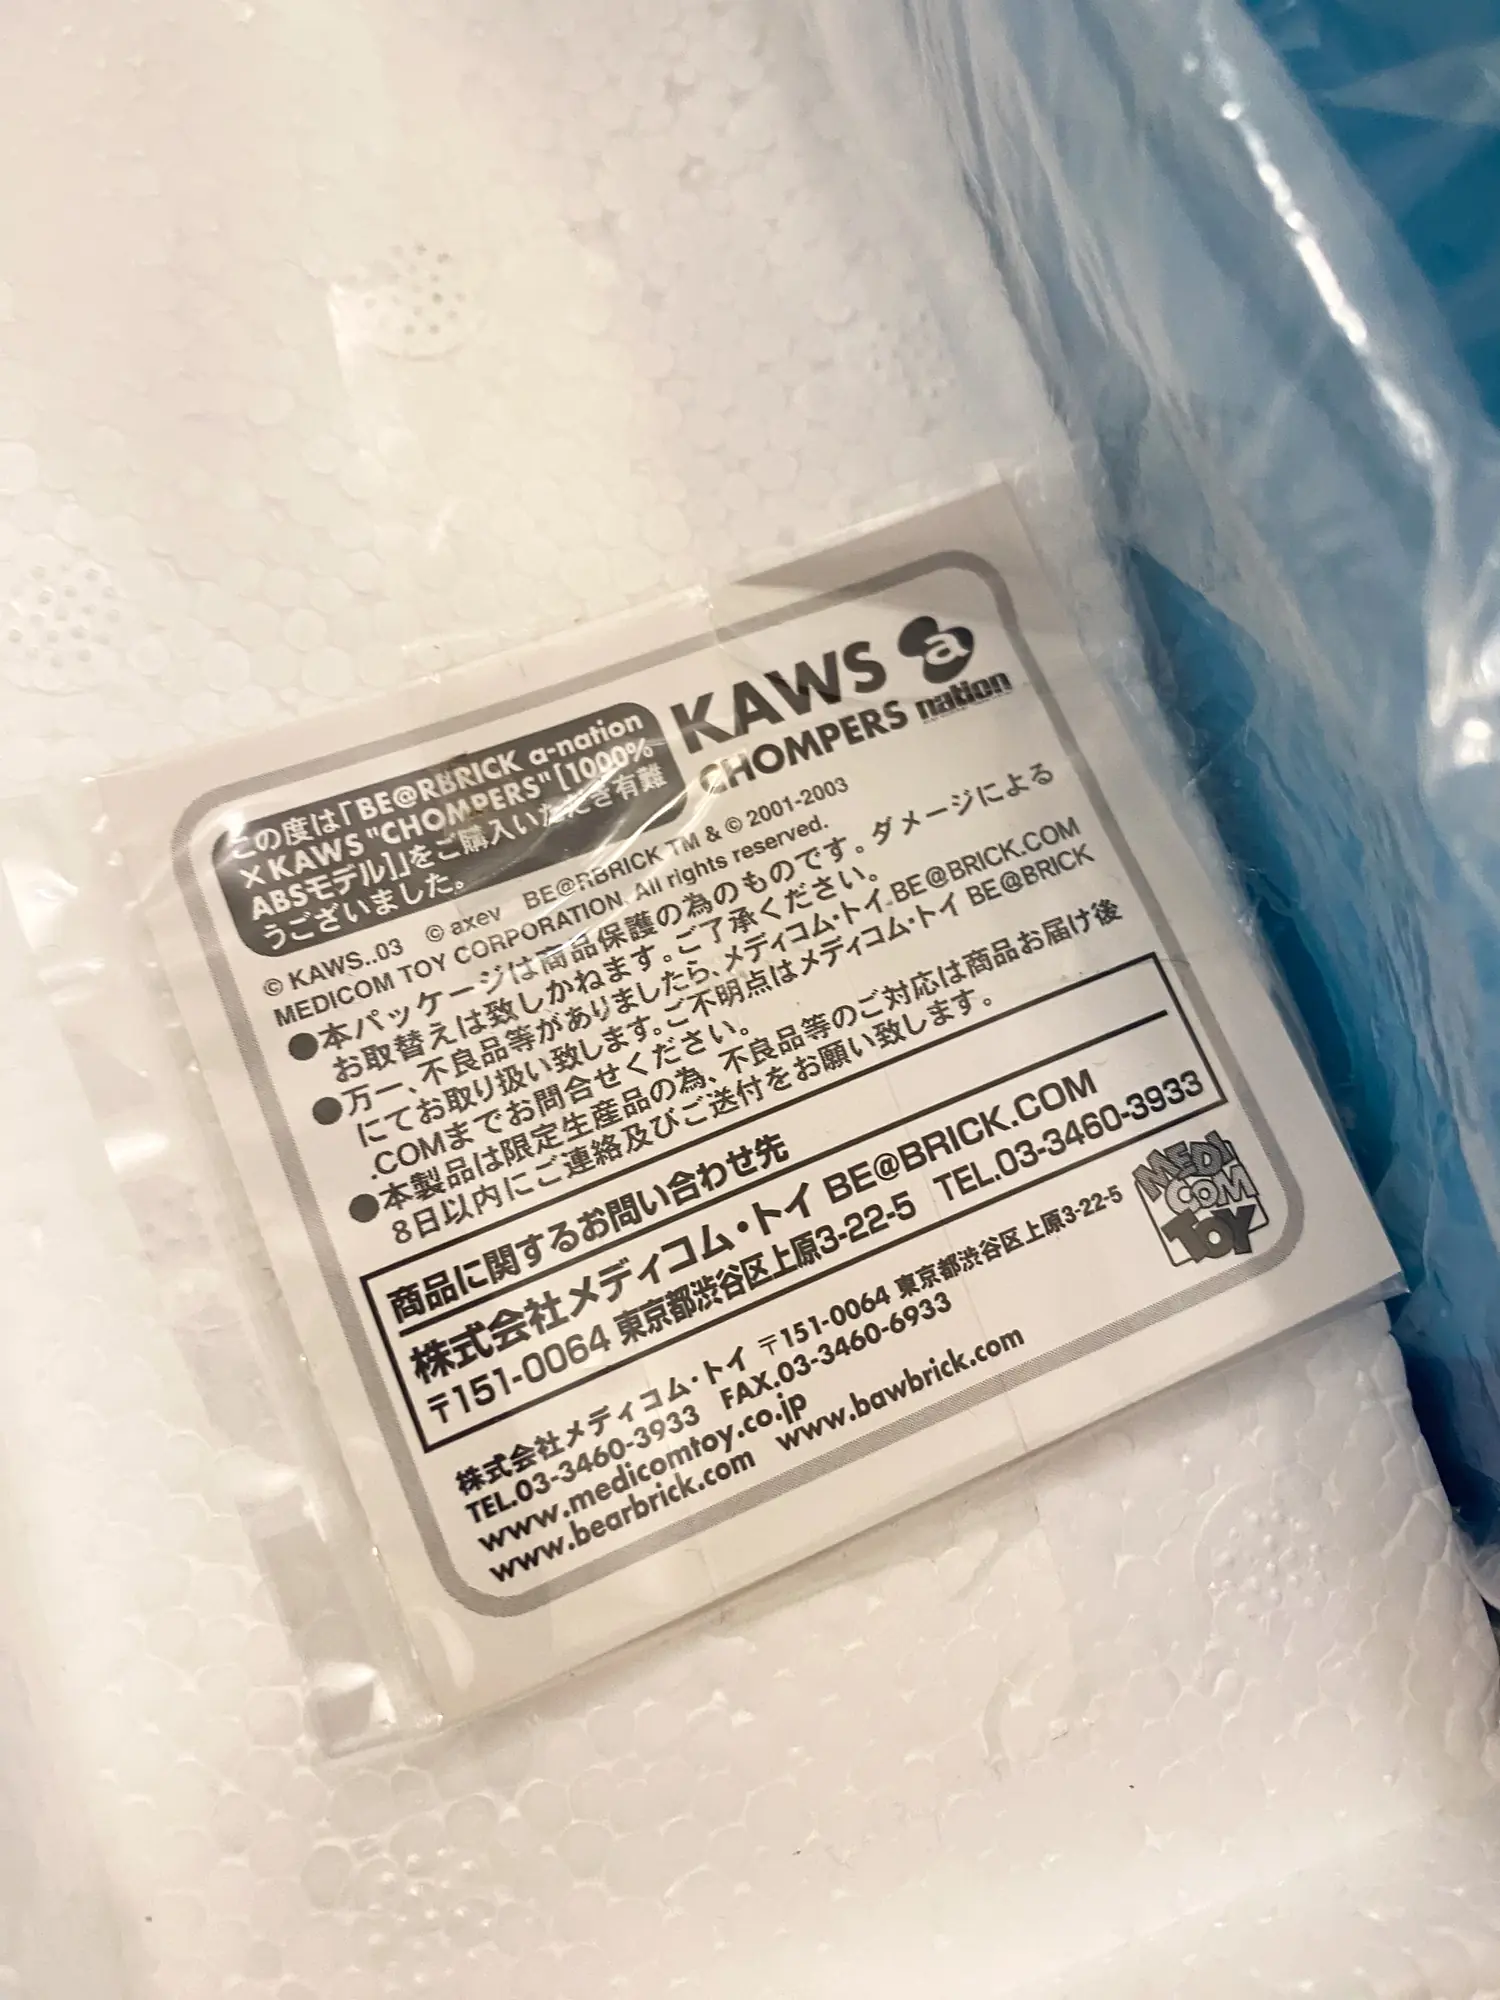 この度は「BE@RBRICK a-nation
×KAWS "CHOMPERS"[1000%
ABSモデル]」をご購入いただき有難
うございました。
KAWS
CHOMPERS
a
nation
© KAWS..03 © axev BE@RBRICK TM & © 2001-2003
MEDICOM TOY CORPORATION. All rights reserved.
●本パッケージは商品保護の為のものです。ダメージによる
お取替えは致しかねます。ご了承ください。
●万一、不良品等がありましたら、メディコム・トイ BE@BRICK.COM
にてお取り扱い致します。ご不明点はメディコム・トイ BE@BRICK
.COMまでお問合せください。
●本製品は限定生産品の為、不良品等のご対応は商品お届け後
8日以内にご連絡及びご送付をお願い致します。
商品に関するお問い合わせ先
株式会社メディコム・トイ BE@BRICK.COM
〒151-0064 東京都渋谷区上原3-22-5 TEL.03-3460-3933
株式会社メディコム・トイ 〒151-0064 東京都渋谷区上原3-22-5
TEL.03-3460-3933 FAX.03-3460-6933
www.medicomtoy.co.jp
www.bearbrick.com www.bawbrick.com
MEDI
COM
TOY